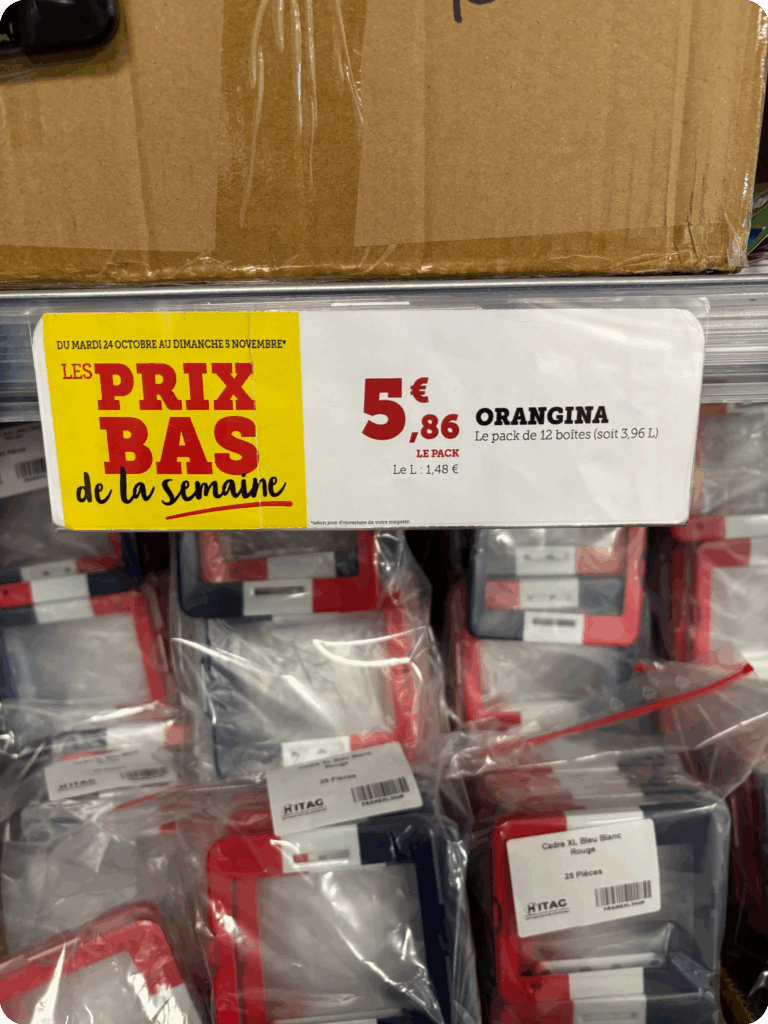 DU MARDI 24 OCTOBRE AU DIMANCHE 5 NOVEMBRE*
LES PRIX
BAS
de la semaine
5€,86
LE PACK
Le L : 1,48 €
ORANGINA
Le pack de 12 boîtes (soit 3,96 L)
*selon jour d'ouverture de votre magasin
Cadre XL Bleu Blanc
Rouge
25 Pièces
HITAG
HITAG
Cadre XL Bleu Blanc
Rouge
25 Pièces
HITAG